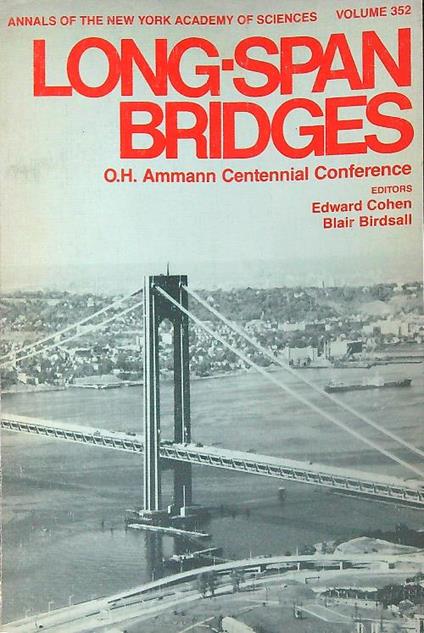 ANNALS OF THE NEW YORK ACADEMY OF SCIENCES VOLUME 352
LONG-SPAN
BRIDGES
O.H. Ammann Centennial Conference
EDITORS
Edward Cohen
Blair Birdsall